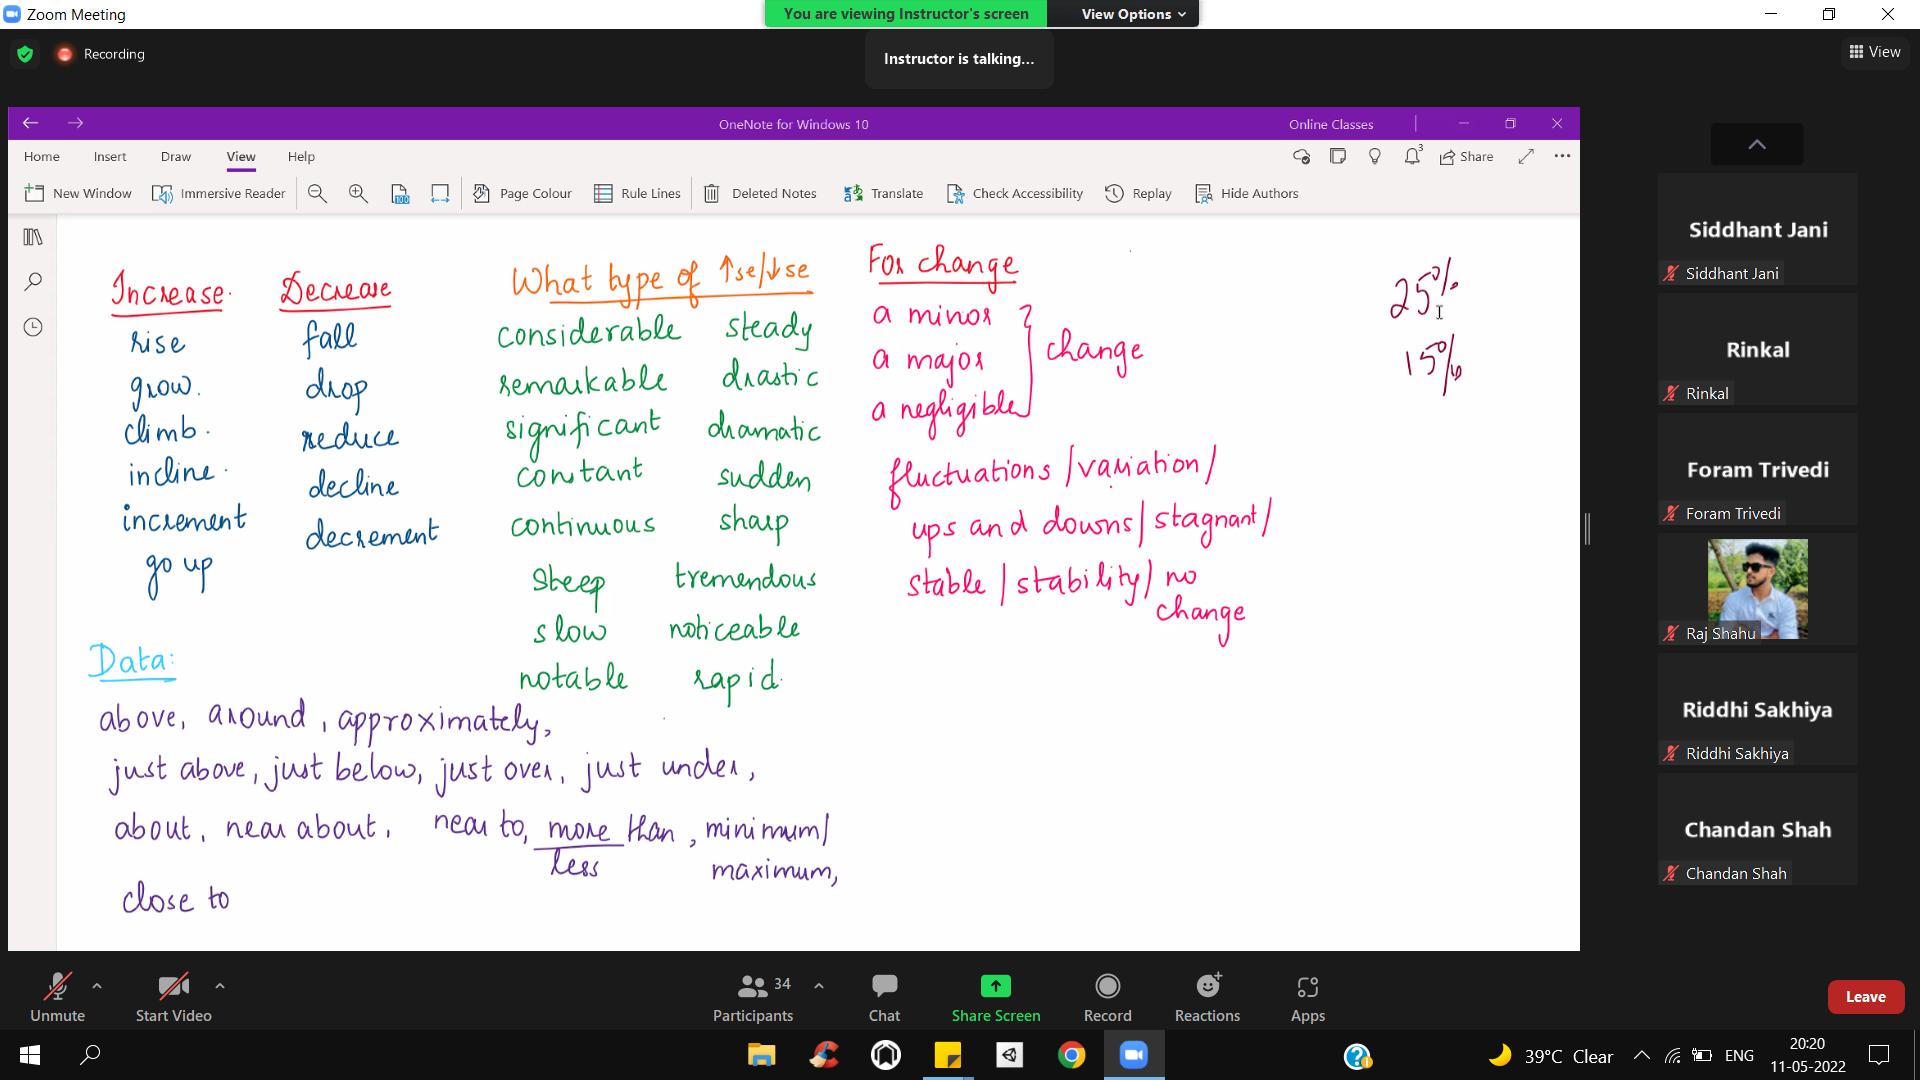 Zoom Meeting
You are viewing Instructor's screen
View Options
Recording
Instructor is talking...
View
OneNote for Windows 10
Online Classes
Home Insert Draw View Help
3
Share
New Window Immersive Reader Page Colour Rule Lines Deleted Notes Translate Check Accessibility Replay Hide Authors
100
Increase.
rise
grow.
climb.
incline.
increment
go up
Decrease
fall
drop
reduce
decline
decrement
What type of ↑se/↓se
considerable steady
remarkable drastic
significant dramatic
constant sudden
continuous sharp
steep tremendous
slow noticeable
notable rapid.
For change
a minor
a major
a negligible
change
fluctuations / variation /
ups and downs / stagnant /
stable / stability / no
change
25%
15%
Data:
above, around, approximately,
just above, just below, just over, just under,
about, near about, near to, more than, minimum/
less
maximum,
close to
Siddhant Jani
Siddhant Jani
Rinkal
Rinkal
Foram Trivedi
Foram Trivedi
Raj Shahu
Riddhi Sakhiya
Riddhi Sakhiya
Chandan Shah
Chandan Shah
Unmute
Start Video
34
Participants
Chat
Share Screen
Record
Reactions
Apps
Leave
39°C Clear
ENG
20:20
11-05-2022